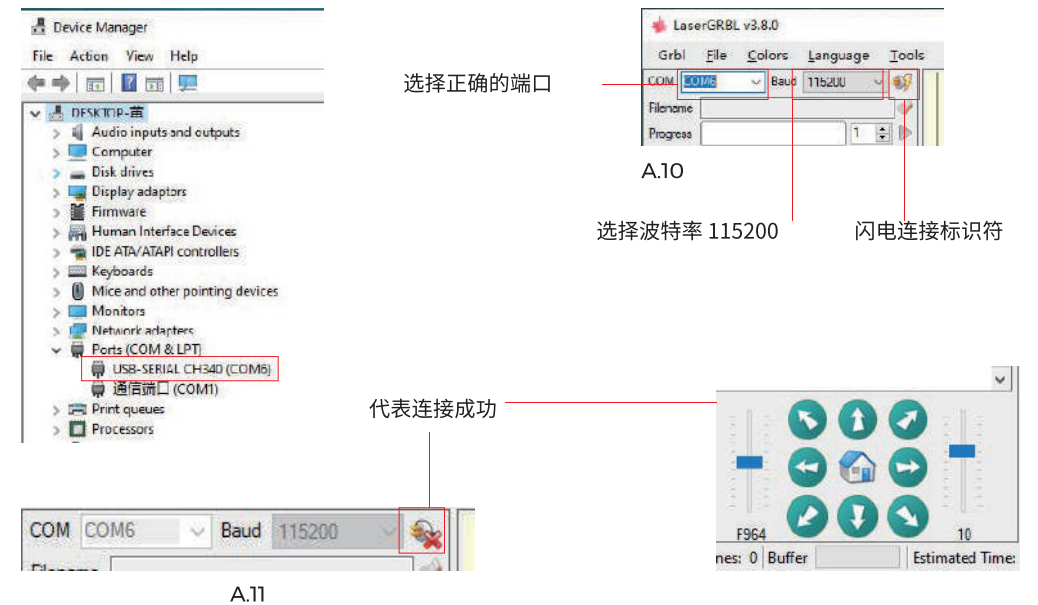 Device Manager
File Action View Help
DESKTOP-苗
Audio inputs and outputs
Computer
Disk drives
Display adaptors
Firmware
Human Interface Devices
IDE ATA/ATAPI controllers
Keyboards
Mice and other pointing devices
Monitors
Network adapters
Ports (COM & LPT)
USB-SERIAL CH340 (COM6)
通信端口 (COM1)
Print queues
Processors
选择正确的端口
LaserGRBL v3.8.0
Grbl File Colors Language Tools
COM COM6 Baud 115200
Filename
Progress 1
A.10
选择波特率 115200
闪电连接标识符
代表连接成功
F964 10
nes: 0 Buffer Estimated Time:
COM COM6 Baud 115200
Filename
A.11